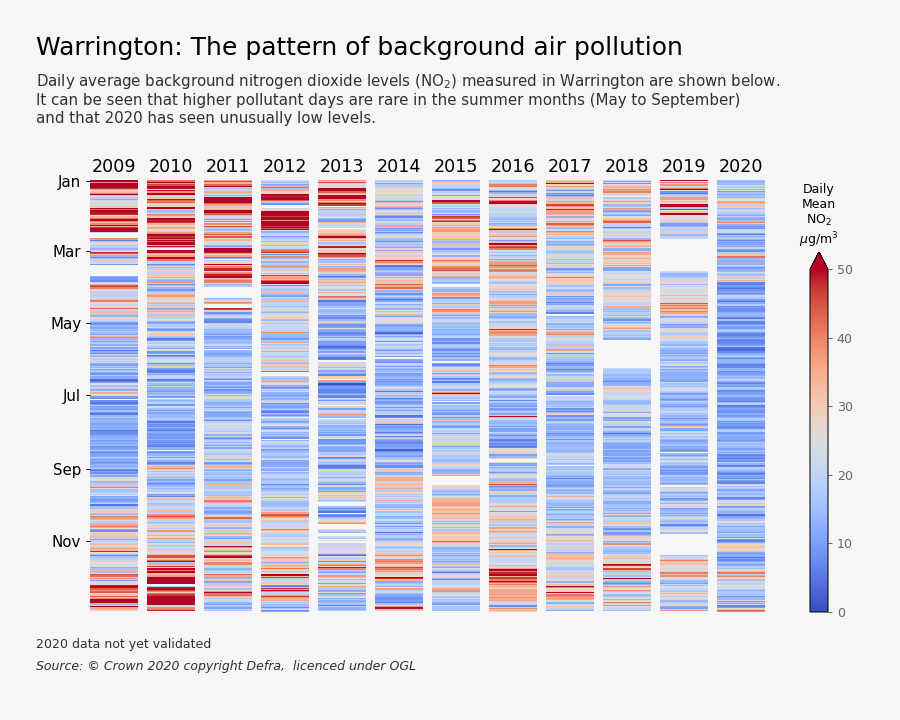 Warrington: The pattern of background air pollution
Daily average background nitrogen dioxide levels (NO₂) measured in Warrington are shown below.
It can be seen that higher pollutant days are rare in the summer months (May to September)
and that 2020 has seen unusually low levels.
2009 2010 2011 2012 2013 2014 2015 2016 2017 2018 2019 2020
Jan
Mar
May
Jul
Sep
Nov
Daily
Mean
NO₂
μg/m³
50
40
30
20
10
0
2020 data not yet validated
Source: © Crown 2020 copyright Defra,  licenced under OGL